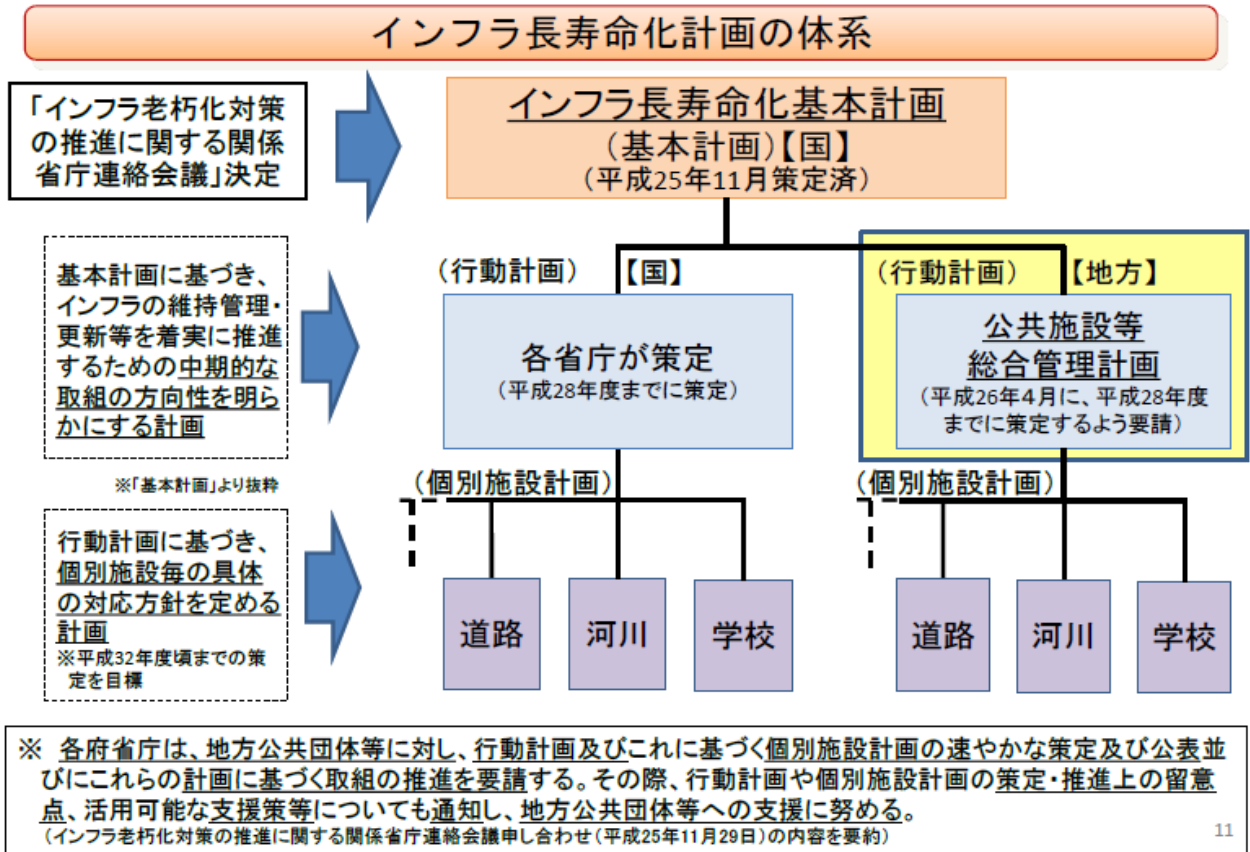 インフラ長寿命化計画の体系
「インフラ老朽化対策
の推進に関する関係
省庁連絡会議」決定
インフラ長寿命化基本計画
(基本計画)【国】
(平成25年11月策定済)
基本計画に基づき、
インフラの維持管理・
更新等を着実に推進
するための中期的な
取組の方向性を明ら
かにする計画
※「基本計画」より抜粋
(行動計画) 【国】
各省庁が策定
(平成28年度までに策定)
(行動計画) 【地方】
公共施設等
総合管理計画
(平成26年4月に、平成28年度
までに策定するよう要請)
行動計画に基づき、
個別施設毎の具体
の対応方針を定める
計画
※平成32年度頃までの策
定を目標
(個別施設計画)
道路 河川 学校
(個別施設計画)
道路 河川 学校
※ 各府省庁は、地方公共団体等に対し、行動計画及びこれに基づく個別施設計画の速やかな策定及び公表並
びにこれらの計画に基づく取組の推進を要請する。その際、行動計画や個別施設計画の策定・推進上の留意
点、活用可能な支援策等についても通知し、地方公共団体等への支援に努める。
(インフラ老朽化対策の推進に関する関係省庁連絡会議申し合わせ(平成25年11月29日)の内容を要約)
11